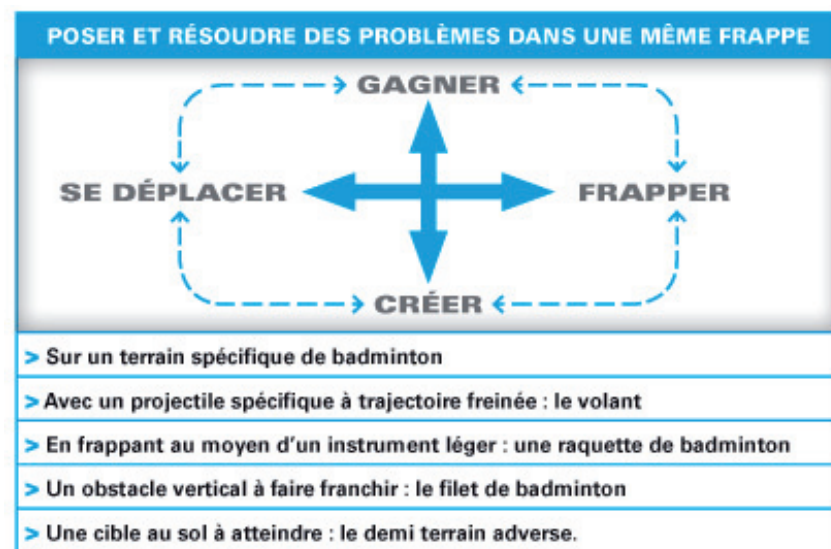 POSER ET RÉSOUDRE DES PROBLÈMES DANS UNE MÊME FRAPPE
GAGNER
SE DÉPLACER
FRAPPER
CRÉER
> Sur un terrain spécifique de badminton
> Avec un projectile spécifique à trajectoire freinée : le volant
> En frappant au moyen d'un instrument léger : une raquette de badminton
> Un obstacle vertical à faire franchir : le filet de badminton
> Une cible au sol à atteindre : le demi terrain adverse.